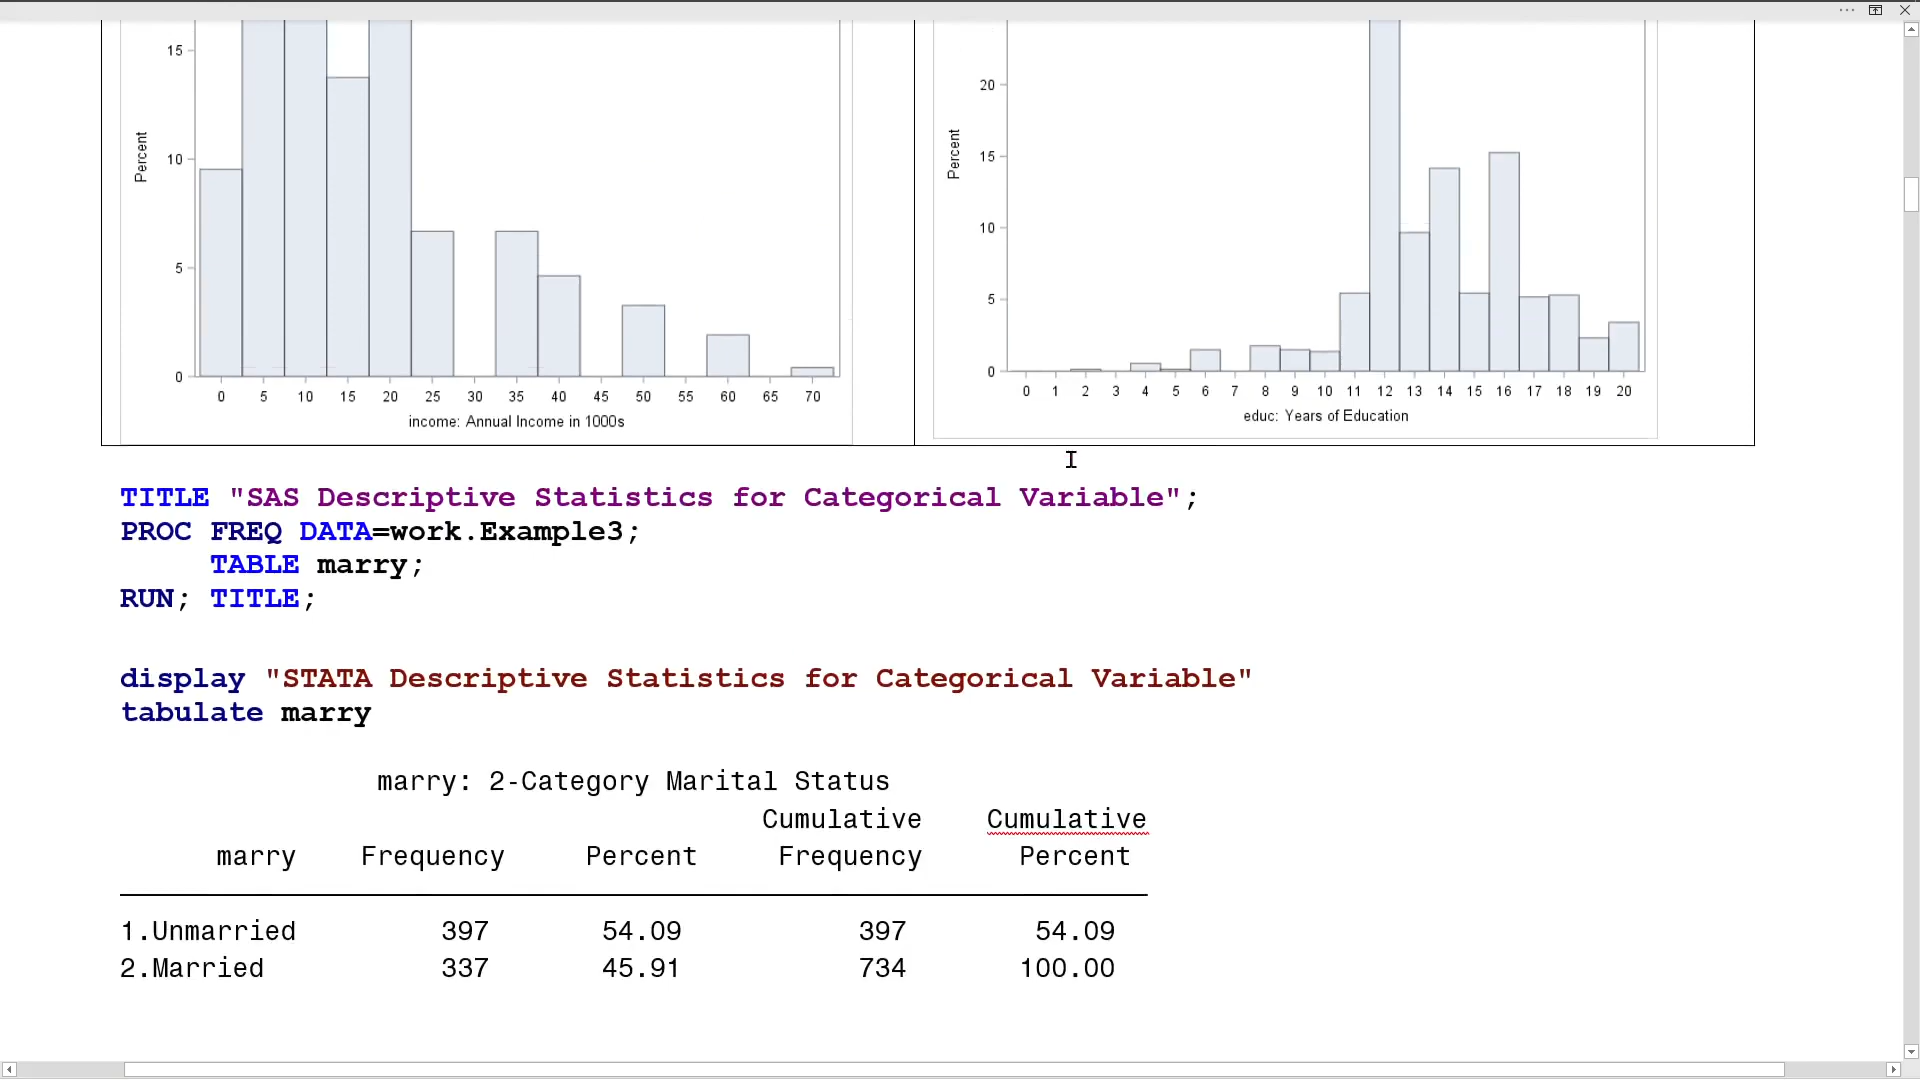 15
10
5
0
Percent
0 5 10 15 20 25 30 35 40 45 50 55 60 65 70
income: Annual Income in 1000s
20
15
10
5
0
Percent
0 1 2 3 4 5 6 7 8 9 10 11 12 13 14 15 16 17 18 19 20
educ: Years of Education
TITLE "SAS Descriptive Statistics for Categorical Variable";
PROC FREQ DATA=work.Example3;
TABLE marry;
RUN; TITLE;
display "STATA Descriptive Statistics for Categorical Variable"
tabulate marry
marry: 2-Category Marital Status
Cumulative Cumulative
marry Frequency Percent Frequency Percent
1.Unmarried 397 54.09 397 54.09
2.Married 337 45.91 734 100.00